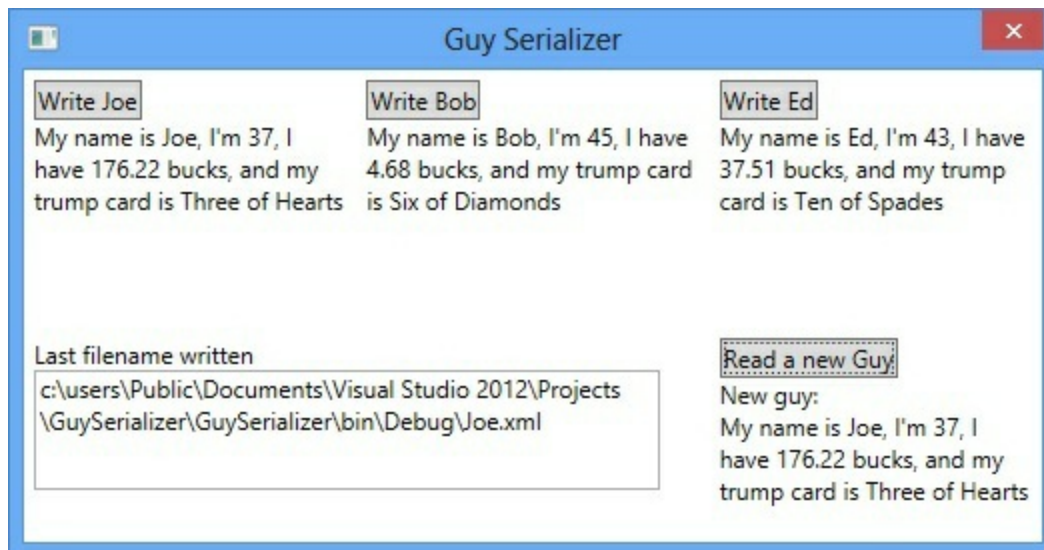 Guy Serializer
Write Joe
My name is Joe, I'm 37, I
have 176.22 bucks, and my
trump card is Three of Hearts
Write Bob
My name is Bob, I'm 45, I have
4.68 bucks, and my trump card
is Six of Diamonds
Write Ed
My name is Ed, I'm 43, I have
37.51 bucks, and my trump
card is Ten of Spades
Last filename written
c:\users\Public\Documents\Visual Studio 2012\Projects
\GuySerializer\GuySerializer\bin\Debug\Joe.xml
Read a new Guy
New guy:
My name is Joe, I'm 37, I
have 176.22 bucks, and my
trump card is Three of Hearts